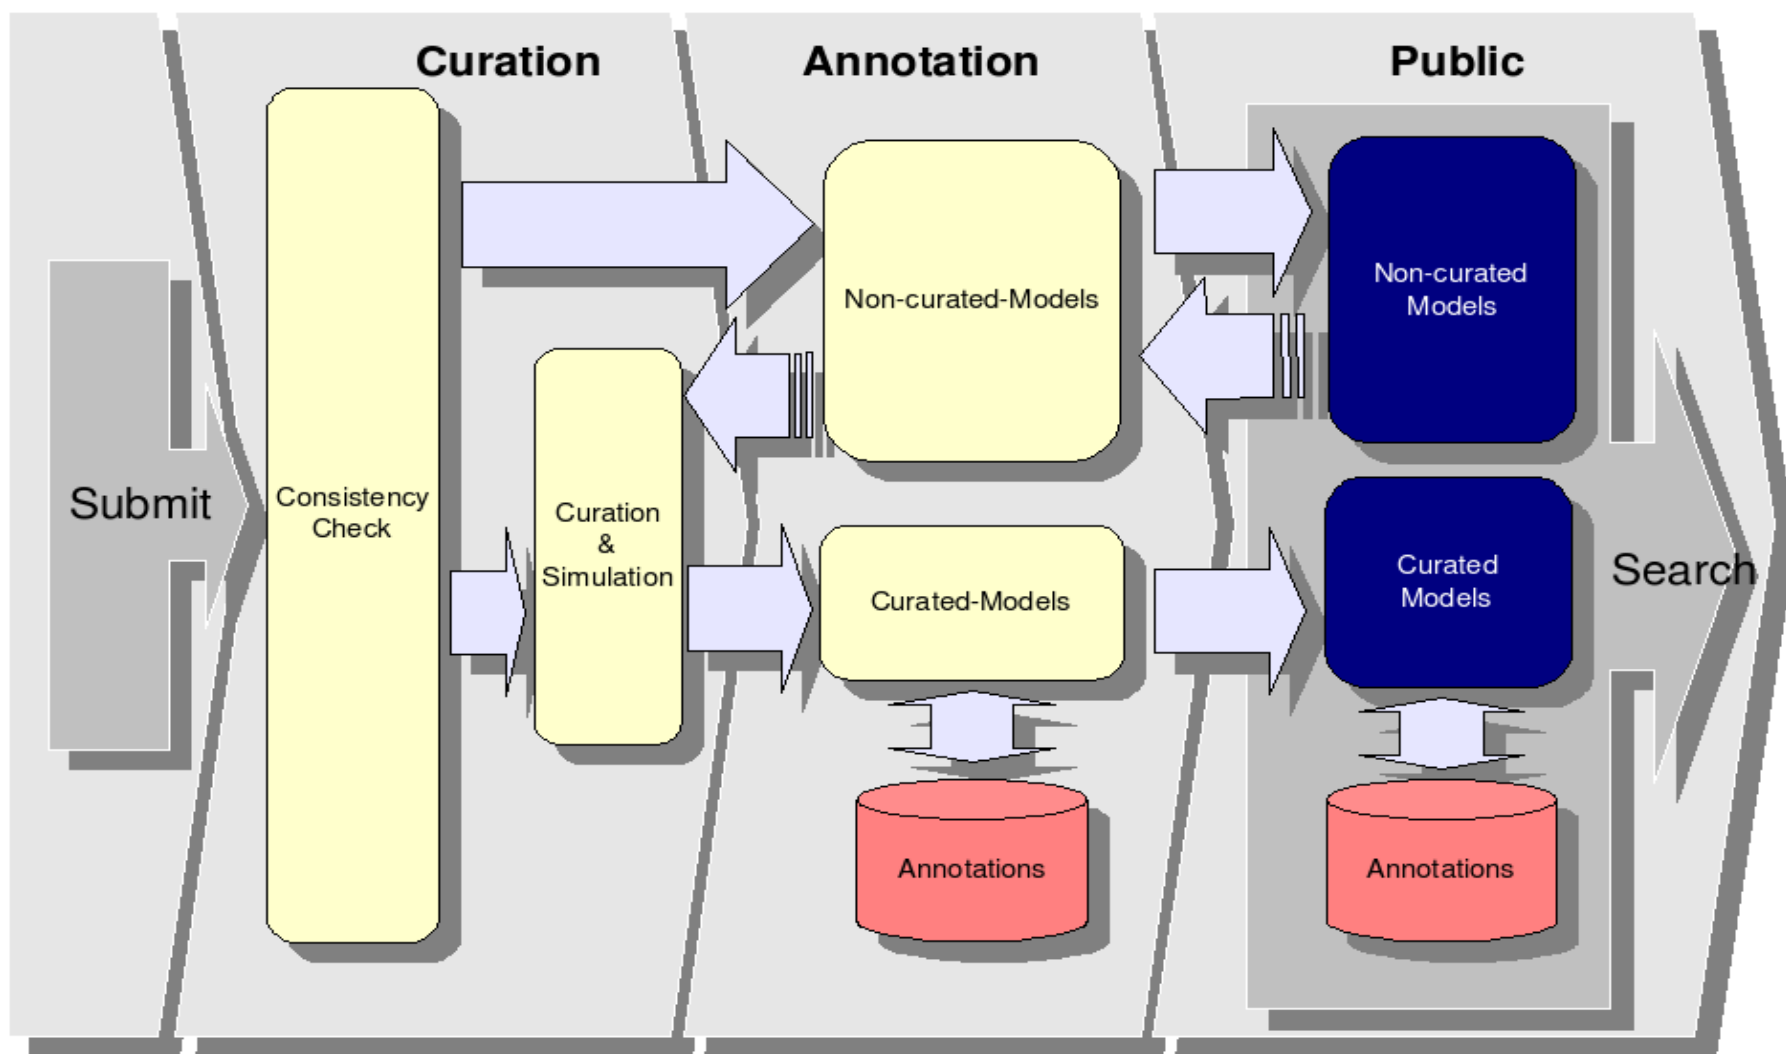 Curation
Annotation
Public
Submit
Consistency
Check
Curation
&
Simulation
Non-curated-Models
Curated-Models
Annotations
Non-curated
Models
Curated
Models
Annotations
Search